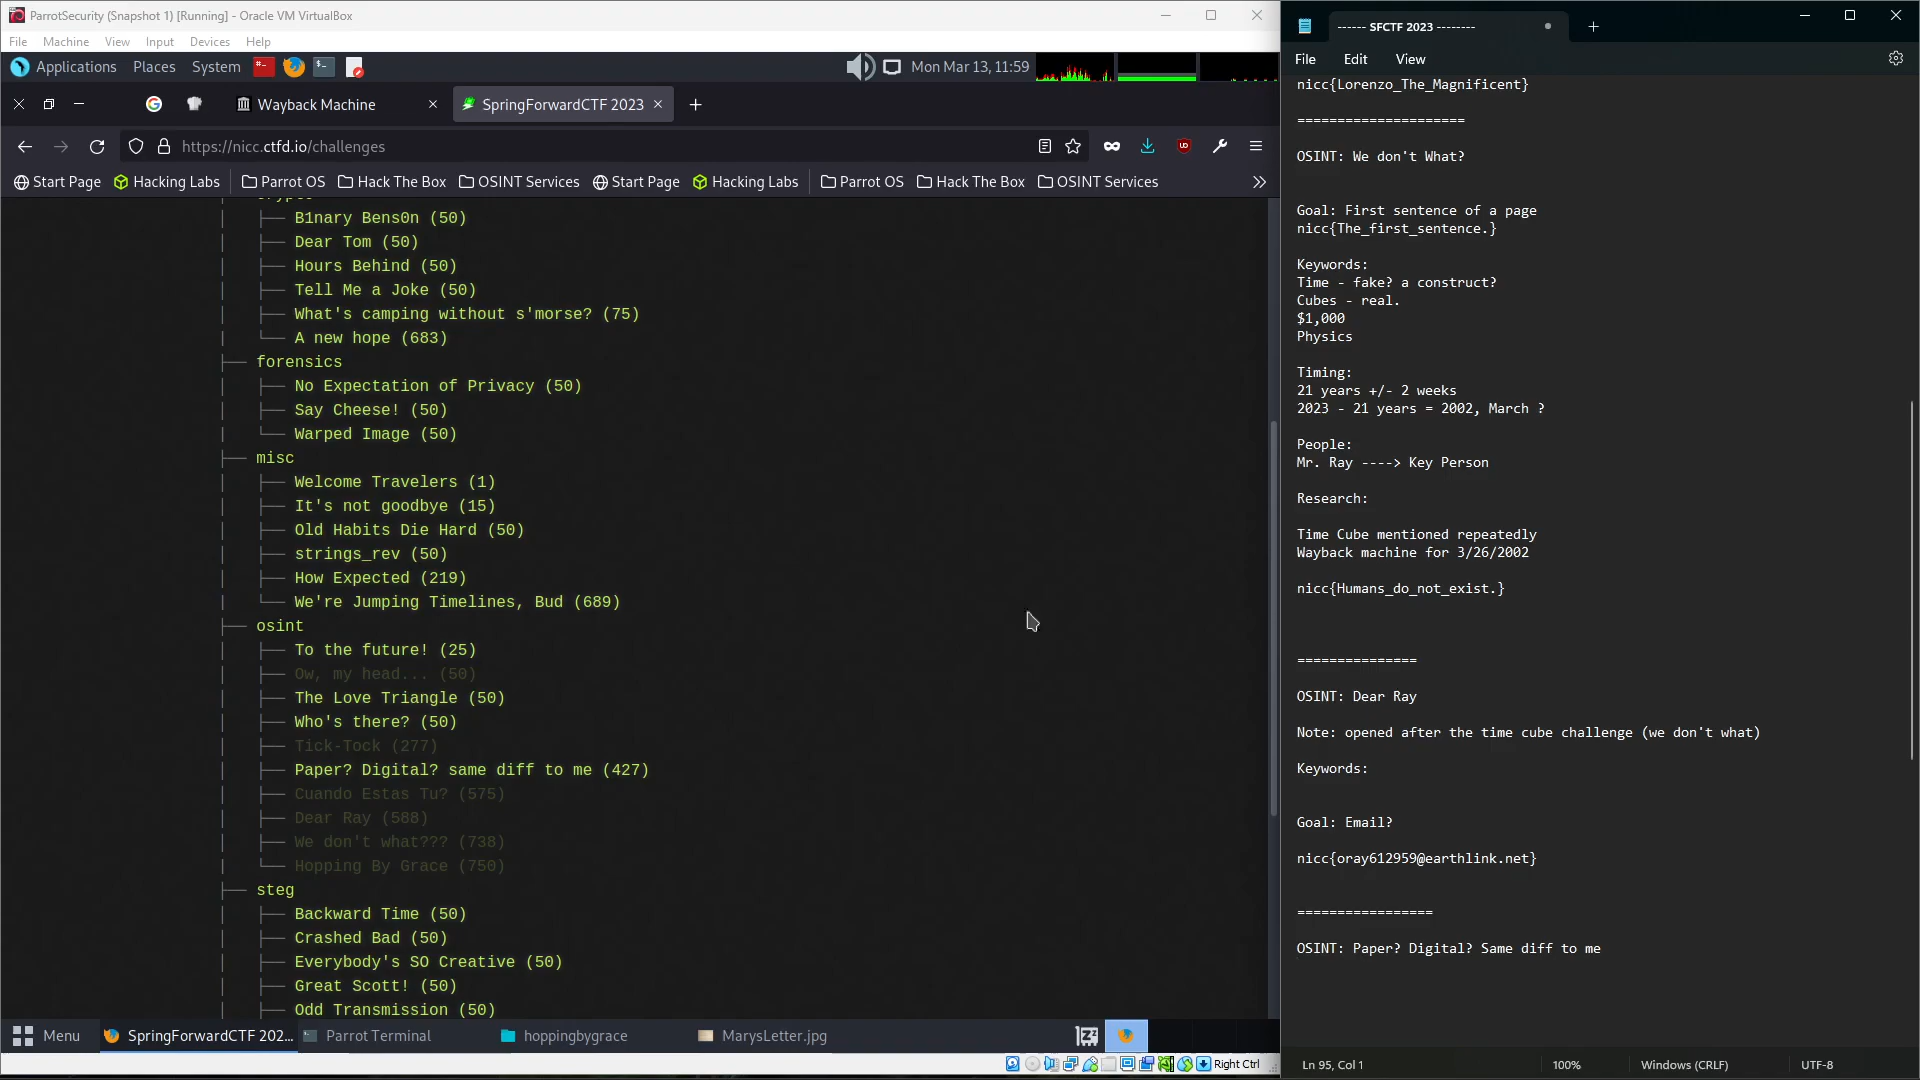 ParrotSecurity (Snapshot 1) [Running] - Oracle VM VirtualBox
File Machine View Input Devices Help
Applications Places System
Mon Mar 13, 11:59
Wayback Machine
SpringForwardCTF 2023
https://nicc.ctfd.io/challenges
Start Page Hacking Labs Parrot OS Hack The Box OSINT Services Start Page Hacking Labs Parrot OS Hack The Box OSINT Services
B1nary Bens0n (50)
Dear Tom (50)
Hours Behind (50)
Tell Me a Joke (50)
What's camping without s'morse? (75)
A new hope (683)
forensics
No Expectation of Privacy (50)
Say Cheese! (50)
Warped Image (50)
misc
Welcome Travelers (1)
It's not goodbye (15)
Old Habits Die Hard (50)
strings_rev (50)
How Expected (219)
We're Jumping Timelines, Bud (689)
osint
To the future! (25)
Ow, my head... (50)
The Love Triangle (50)
Who's there? (50)
Tick-Tock (277)
Paper? Digital? same diff to me (427)
Cuando Estas Tu? (575)
Dear Ray (588)
We don't what??? (738)
Hopping By Grace (750)
steg
Backward Time (50)
Crashed Bad (50)
Everybody's SO Creative (50)
Great Scott! (50)
Odd Transmission (50)
Menu
SpringForwardCTF 202...
Parrot Terminal
hoppingbygrace
MarysLetter.jpg
Right Ctrl
------ SFCTF 2023 --------
File Edit View
nicc{Lorenzo_The_Magnificent}
=====================
OSINT: We don't What?
Goal: First sentence of a page
nicc{The_first_sentence.}
Keywords:
Time - fake? a construct?
Cubes - real.
$1,000
Physics
Timing:
21 years +/- 2 weeks
2023 - 21 years = 2002, March ?
People:
Mr. Ray ----> Key Person
Research:
Time Cube mentioned repeatedly
Wayback machine for 3/26/2002
nicc{Humans_do_not_exist.}
===============
OSINT: Dear Ray
Note: opened after the time cube challenge (we don't what)
Keywords:
Goal: Email?
nicc{oray612959@earthlink.net}
=================
OSINT: Paper? Digital? Same diff to me
Ln 95, Col 1
100%
Windows (CRLF)
UTF-8